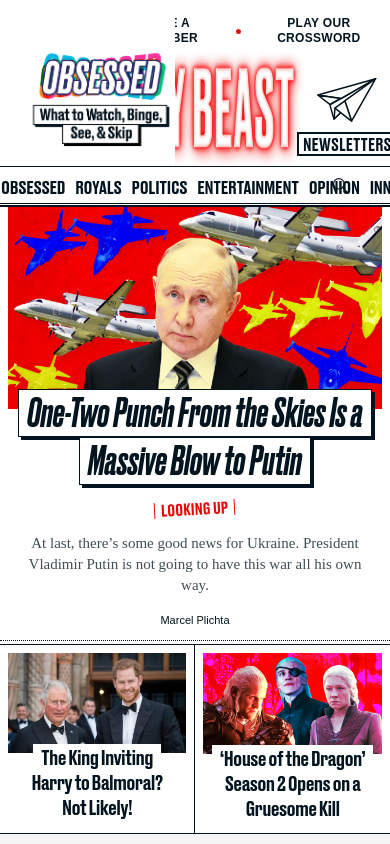 E A
BER
PLAY OUR
CROSSWORD
OBSESSED
What to Watch, Binge,
See, & Skip
Y BEAST
NEWSLETTERS
OBSESSED ROYALS POLITICS ENTERTAINMENT OPINION INN
One-Two Punch From the Skies Is a
Massive Blow to Putin
LOOKING UP
At last, there’s some good news for Ukraine. President
Vladimir Putin is not going to have this war all his own
way.
Marcel Plichta
The King Inviting
Harry to Balmoral?
Not Likely!
‘House of the Dragon’
Season 2 Opens on a
Gruesome Kill